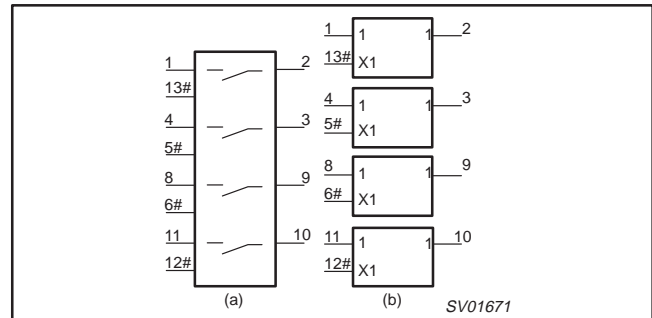 1 2
13#
4 3
5#
8 9
6#
11 10
12#
(a)
1 1 1 2
13# X1
4 1 1 3
5# X1
8 1 1 9
6# X1
11 1 1 10
12# X1
(b)
SV01671